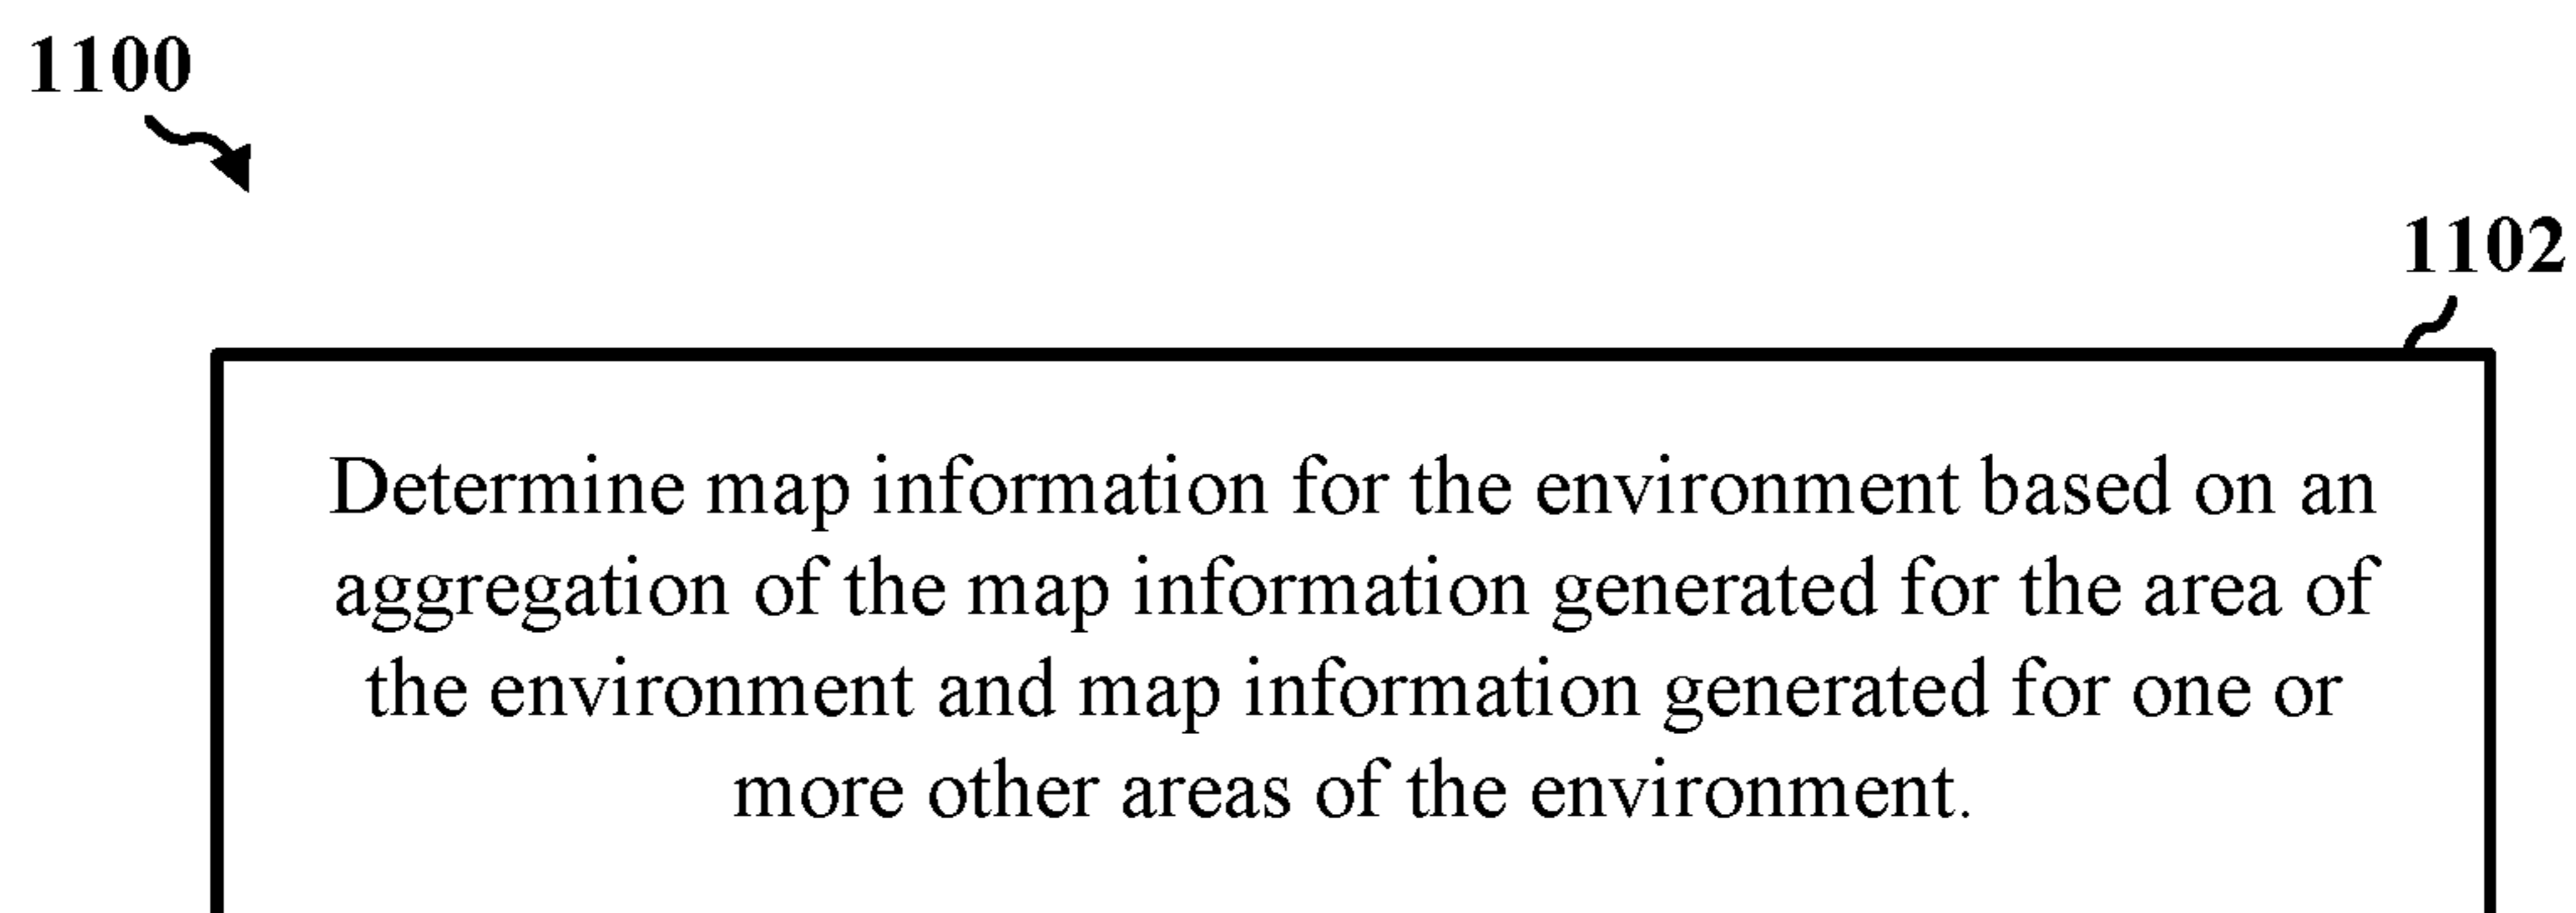 1100
1102
Determine map information for the environment based on an
aggregation of the map information generated for the area of
the environment and map information generated for one or
more other areas of the environment.